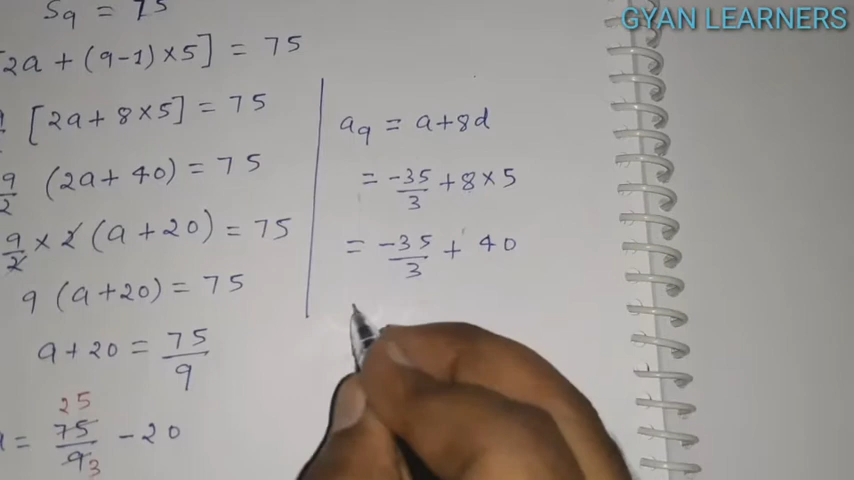 GYAN LEARNERS
S₉ = 75
[2a + (9-1) × 5] = 75
[2a + 8 × 5] = 75
9/2 (2a + 40) = 75
9/2 × 2 (a + 20) = 75
9 (a + 20) = 75
a + 20 = 75/9
25
= 75/9 - 20
3
a₉ = a + 8d
= -35/3 + 8 × 5
= -35/3 + 40